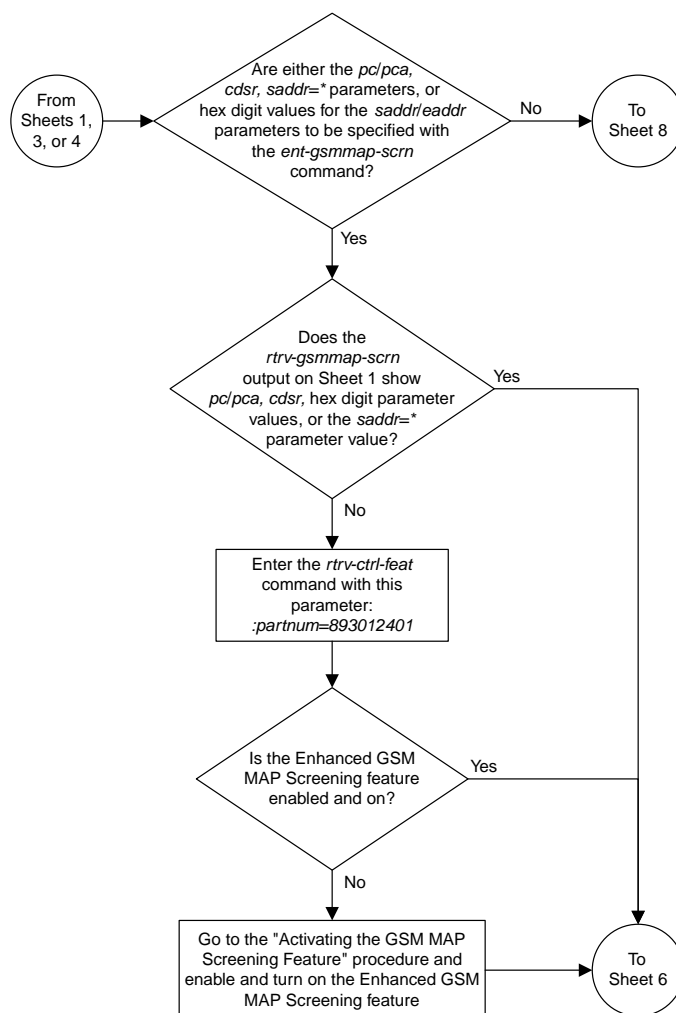 From
Sheets 1,
3, or 4
Are either the pc/pca,
cdsr, saddr=* parameters, or
hex digit values for the saddr/eaddr
parameters to be specified with
the ent-gsmmap-scrn
command?
No
To
Sheet 8
Yes
Does the
rtrv-gsmmap-scrn
output on Sheet 1 show
pc/pca, cdsr, hex digit parameter
values, or the saddr=*
parameter value?
Yes
No
Enter the rtrv-ctrl-feat
command with this
parameter:
:partnum=893012401
Is the Enhanced GSM
MAP Screening feature
enabled and on?
Yes
No
Go to the "Activating the GSM MAP
Screening Feature" procedure and
enable and turn on the Enhanced GSM
MAP Screening feature
To
Sheet 6